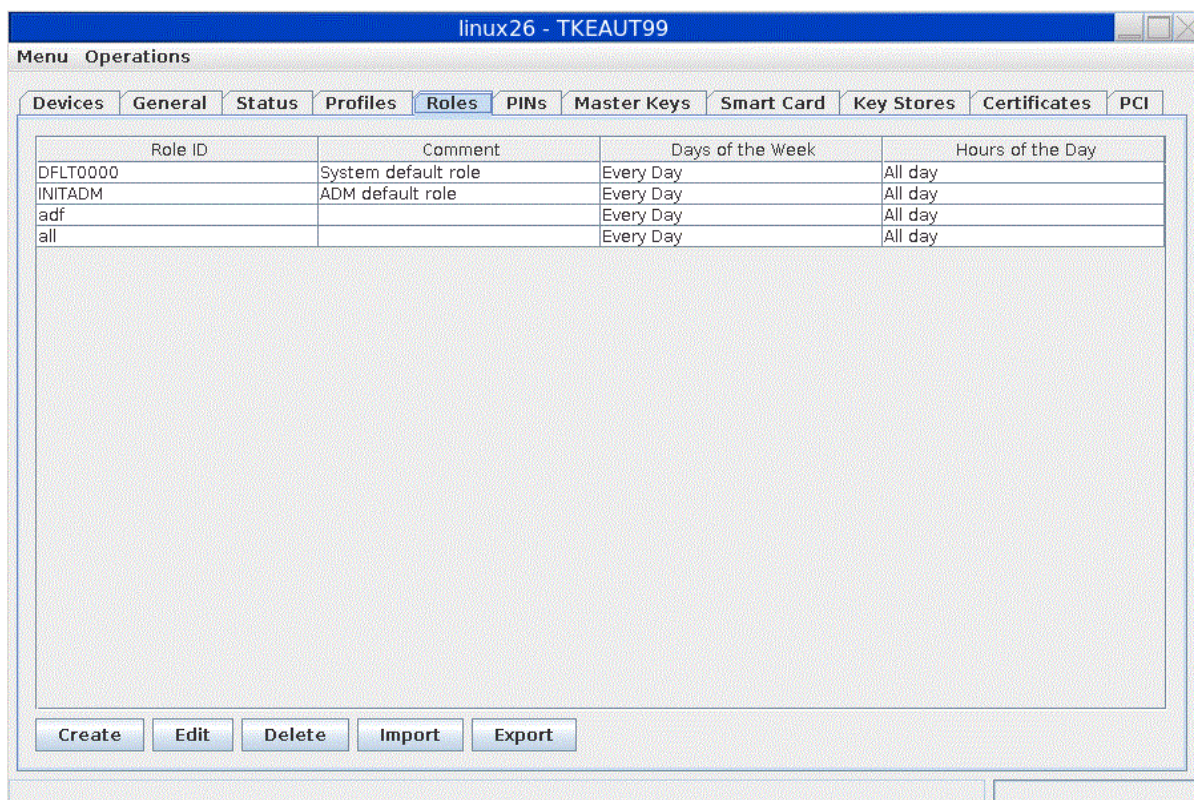 linux26 - TKEAUT99
Menu Operations
Devices General Status Profiles Roles PINs Master Keys Smart Card Key Stores Certificates PCI
Role ID Comment Days of the Week Hours of the Day
DFLT0000 System default role Every Day All day
INITADM ADM default role Every Day All day
adf Every Day All day
all Every Day All day
Create Edit Delete Import Export